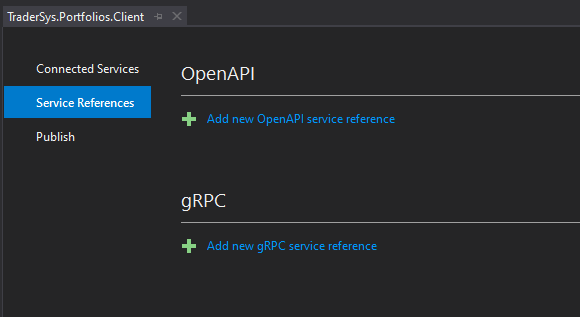 TraderSys.Portfolios.Client
Connected Services
Service References
Publish
OpenAPI
Add new OpenAPI service reference
gRPC
Add new gRPC service reference